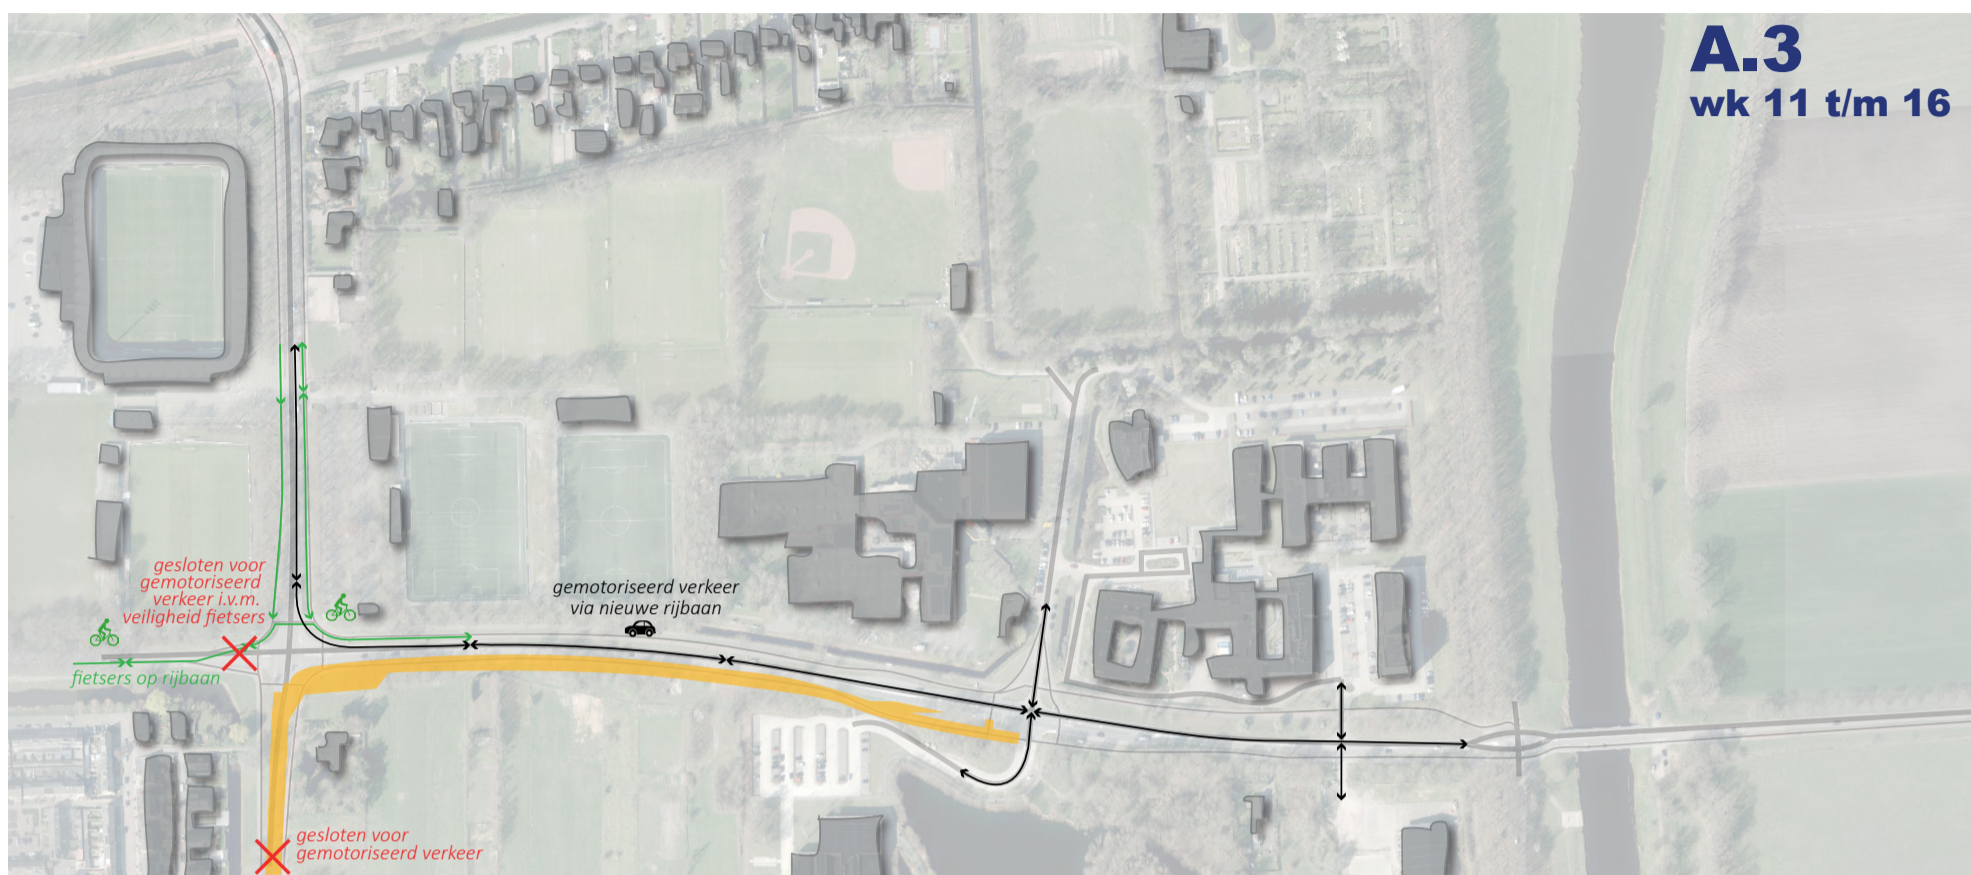 A.3
wk 11 t/m 16
gesloten voor
gemotoriseerd
verkeer i.v.m.
veiligheid fietsers
gemotoriseerd verkeer
via nieuwe rijbaan
fietsers op rijbaan
gesloten voor
gemotoriseerd verkeer